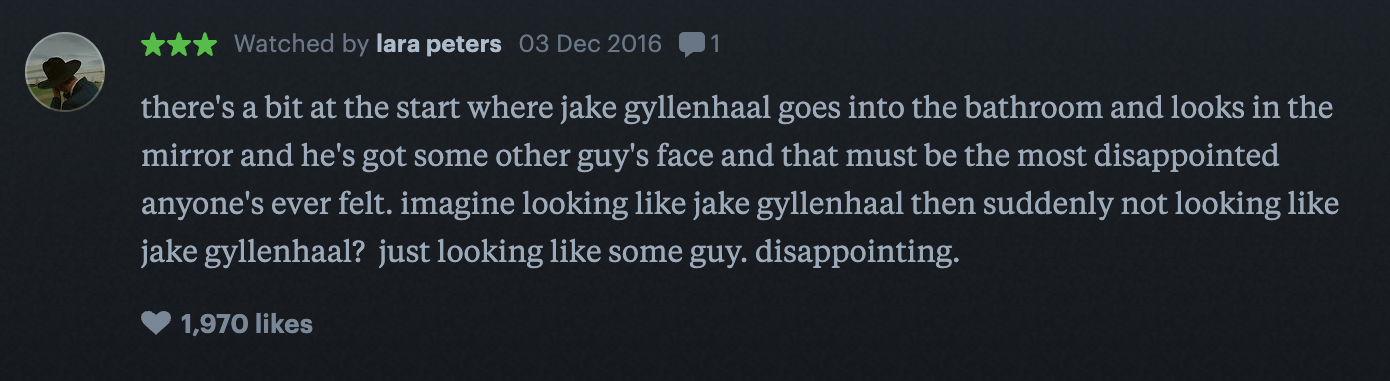 Watched by lara peters 03 Dec 2016 1
there's a bit at the start where jake gyllenhaal goes into the bathroom and looks in the
mirror and he's got some other guy's face and that must be the most disappointed
anyone's ever felt. imagine looking like jake gyllenhaal then suddenly not looking like
jake gyllenhaal?  just looking like some guy. disappointing.
1,970 likes